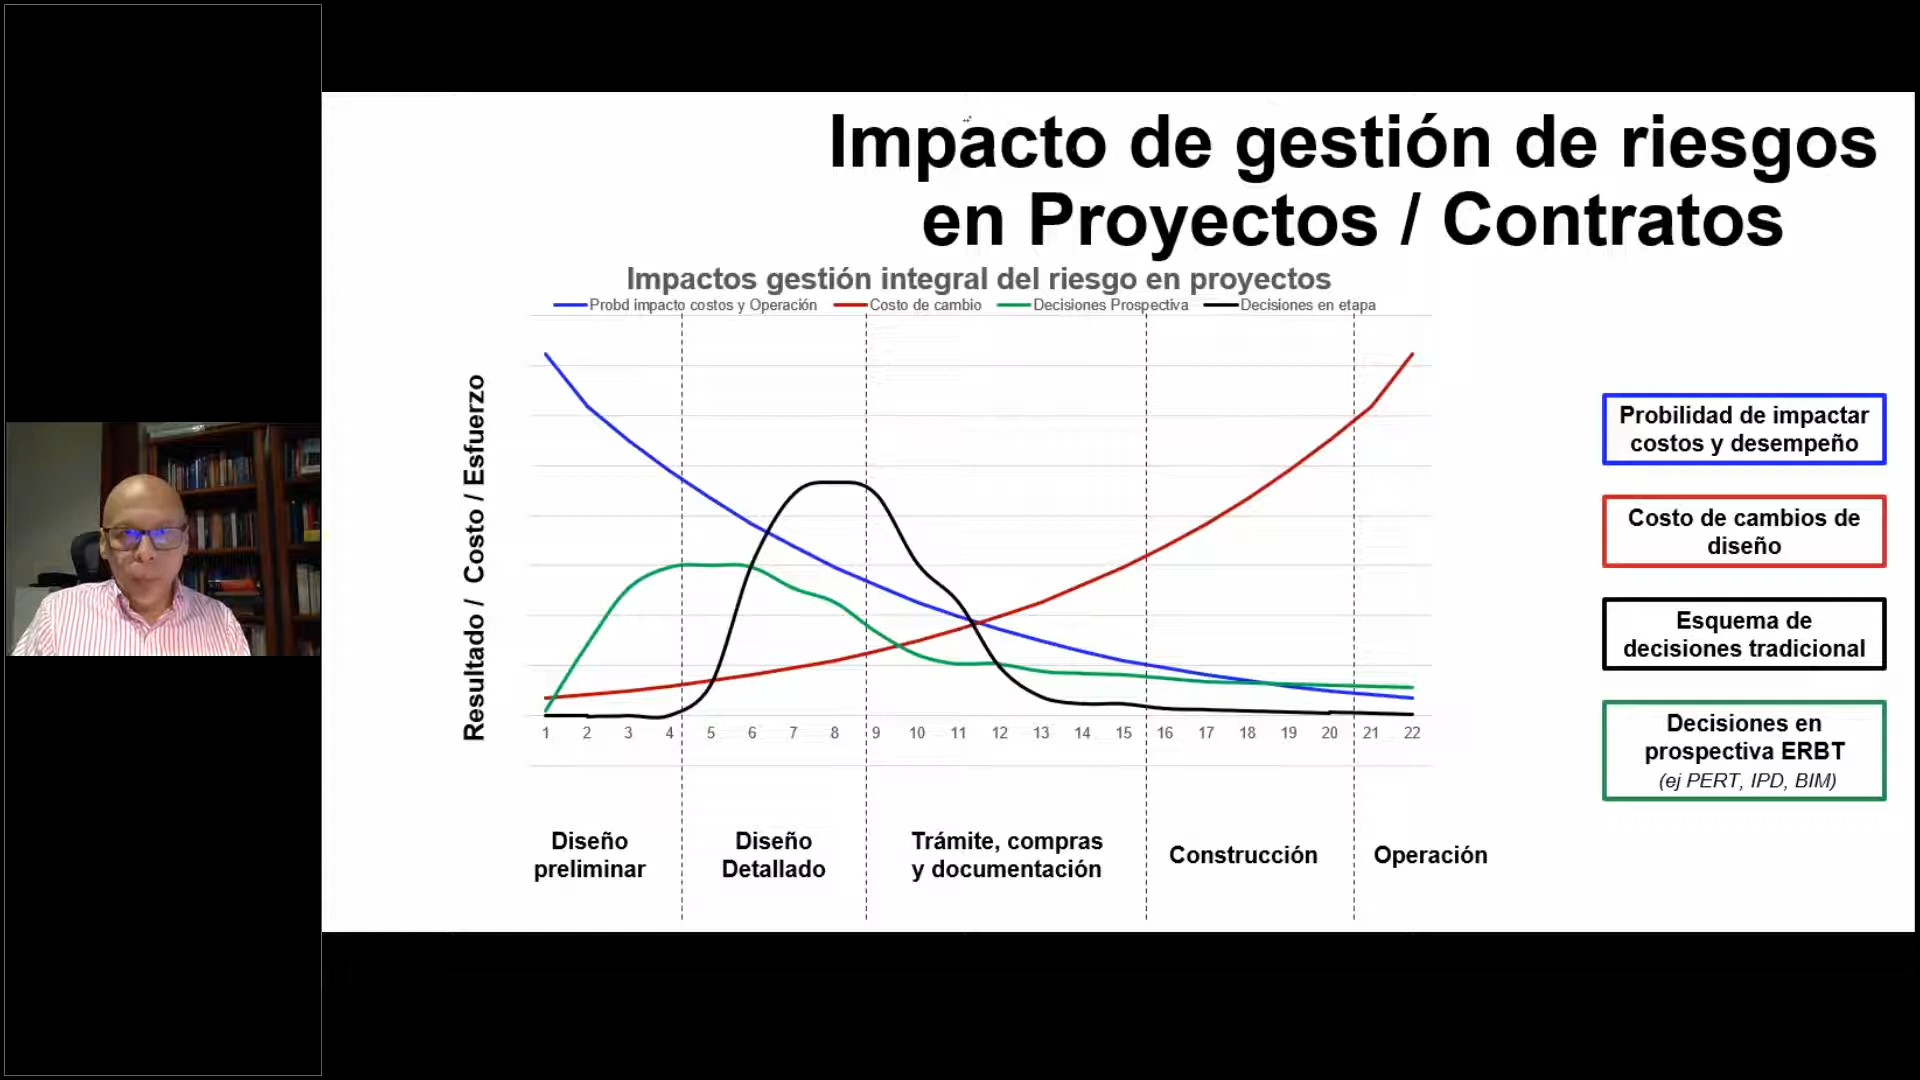 Impacto de gestión de riesgos
en Proyectos / Contratos
Impactos gestión integral del riesgo en proyectos
Probd impacto costos y Operación Costo de cambio Decisiones Prospectiva Decisiones en etapa
Resultado / Costo / Esfuerzo
1 2 3 4 5 6 7 8 9 10 11 12 13 14 15 16 17 18 19 20 21 22
Diseño
preliminar
Diseño
Detallado
Trámite, compras
y documentación
Construcción
Operación
Probilidad de impactar
costos y desempeño
Costo de cambios de
diseño
Esquema de
decisiones tradicional
Decisiones en
prospectiva ERBT
(ej PERT, IPD, BIM)